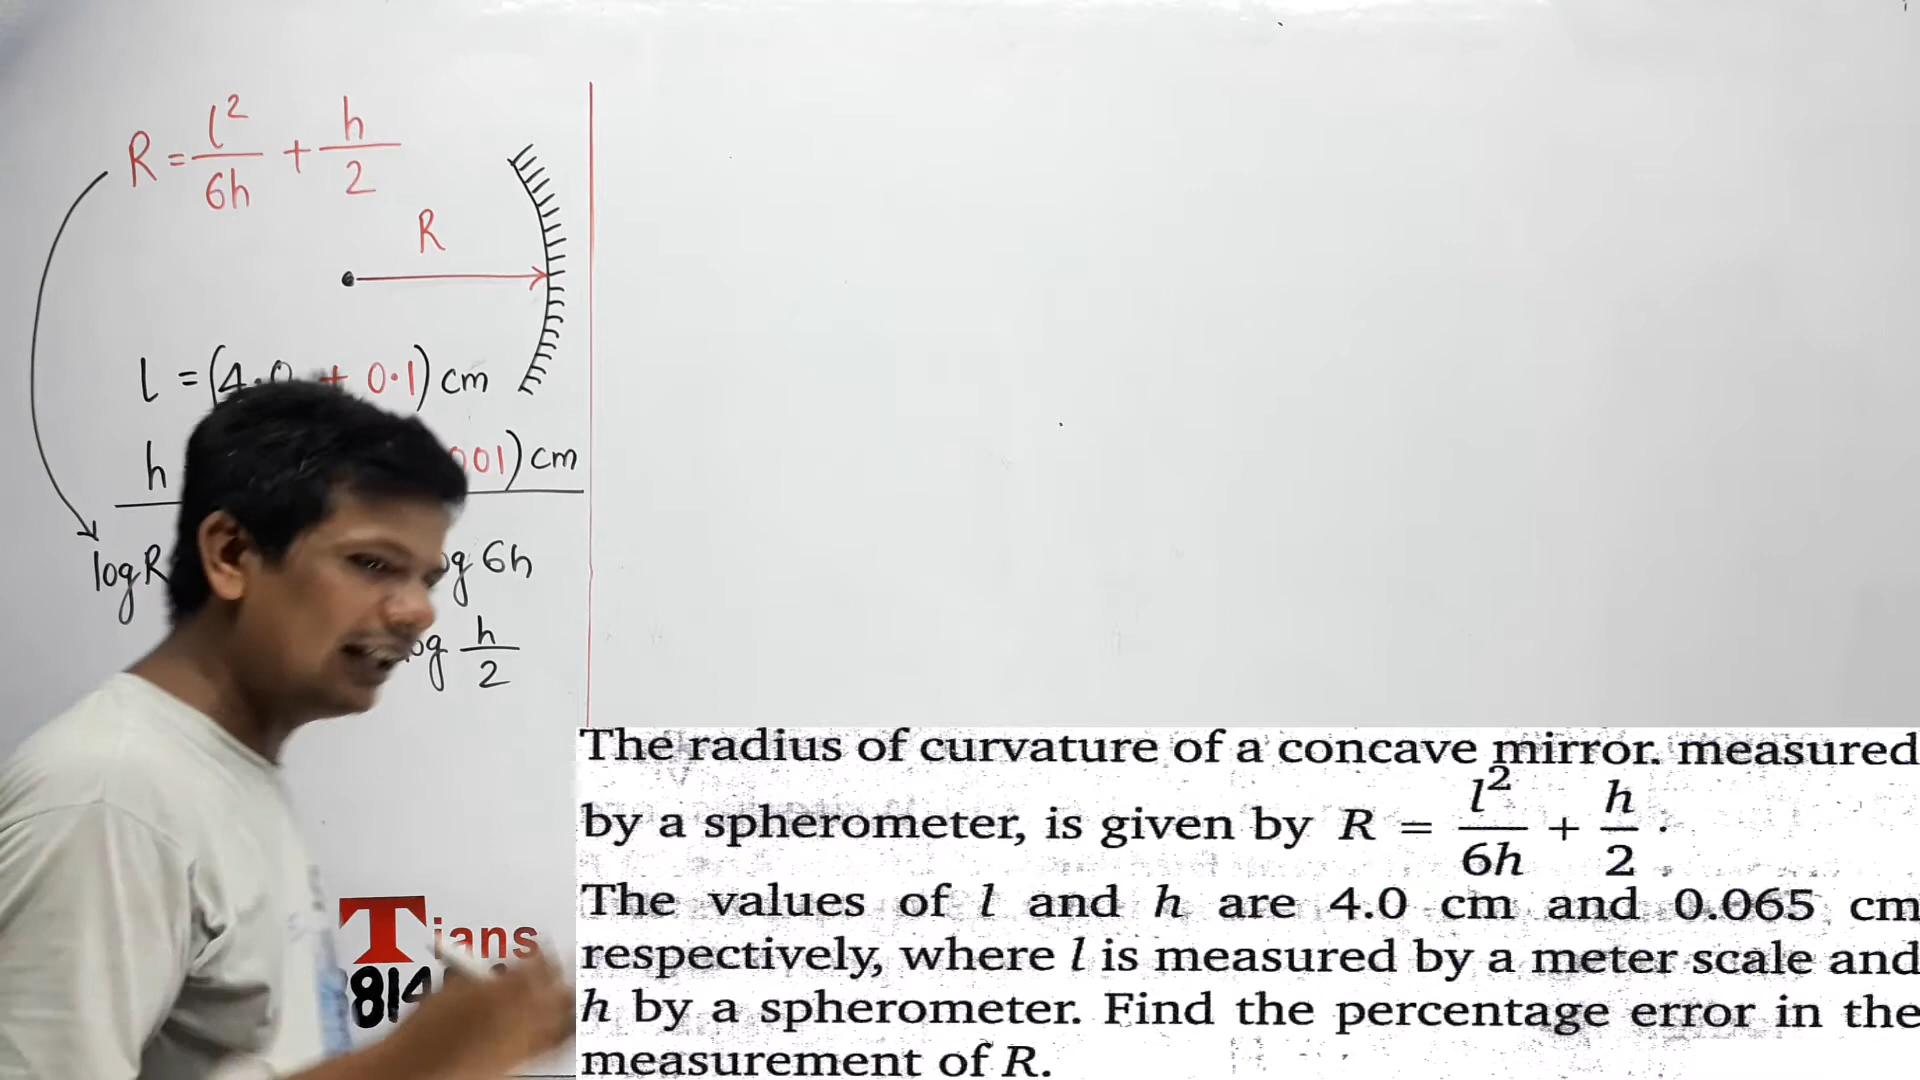 R = l²/6h + h/2
R
l = (4.0 + 0.1) cm
h 001) cm
log R og 6h
og h/2
Tians
814
The radius of curvature of a concave mirror. measured
by a spherometer, is given by R = l²/6h + h/2 .
The values of l and h are 4.0 cm and 0.065 cm
respectively, where l is measured by a meter scale and
h by a spherometer. Find the percentage error in the
measurement of R.